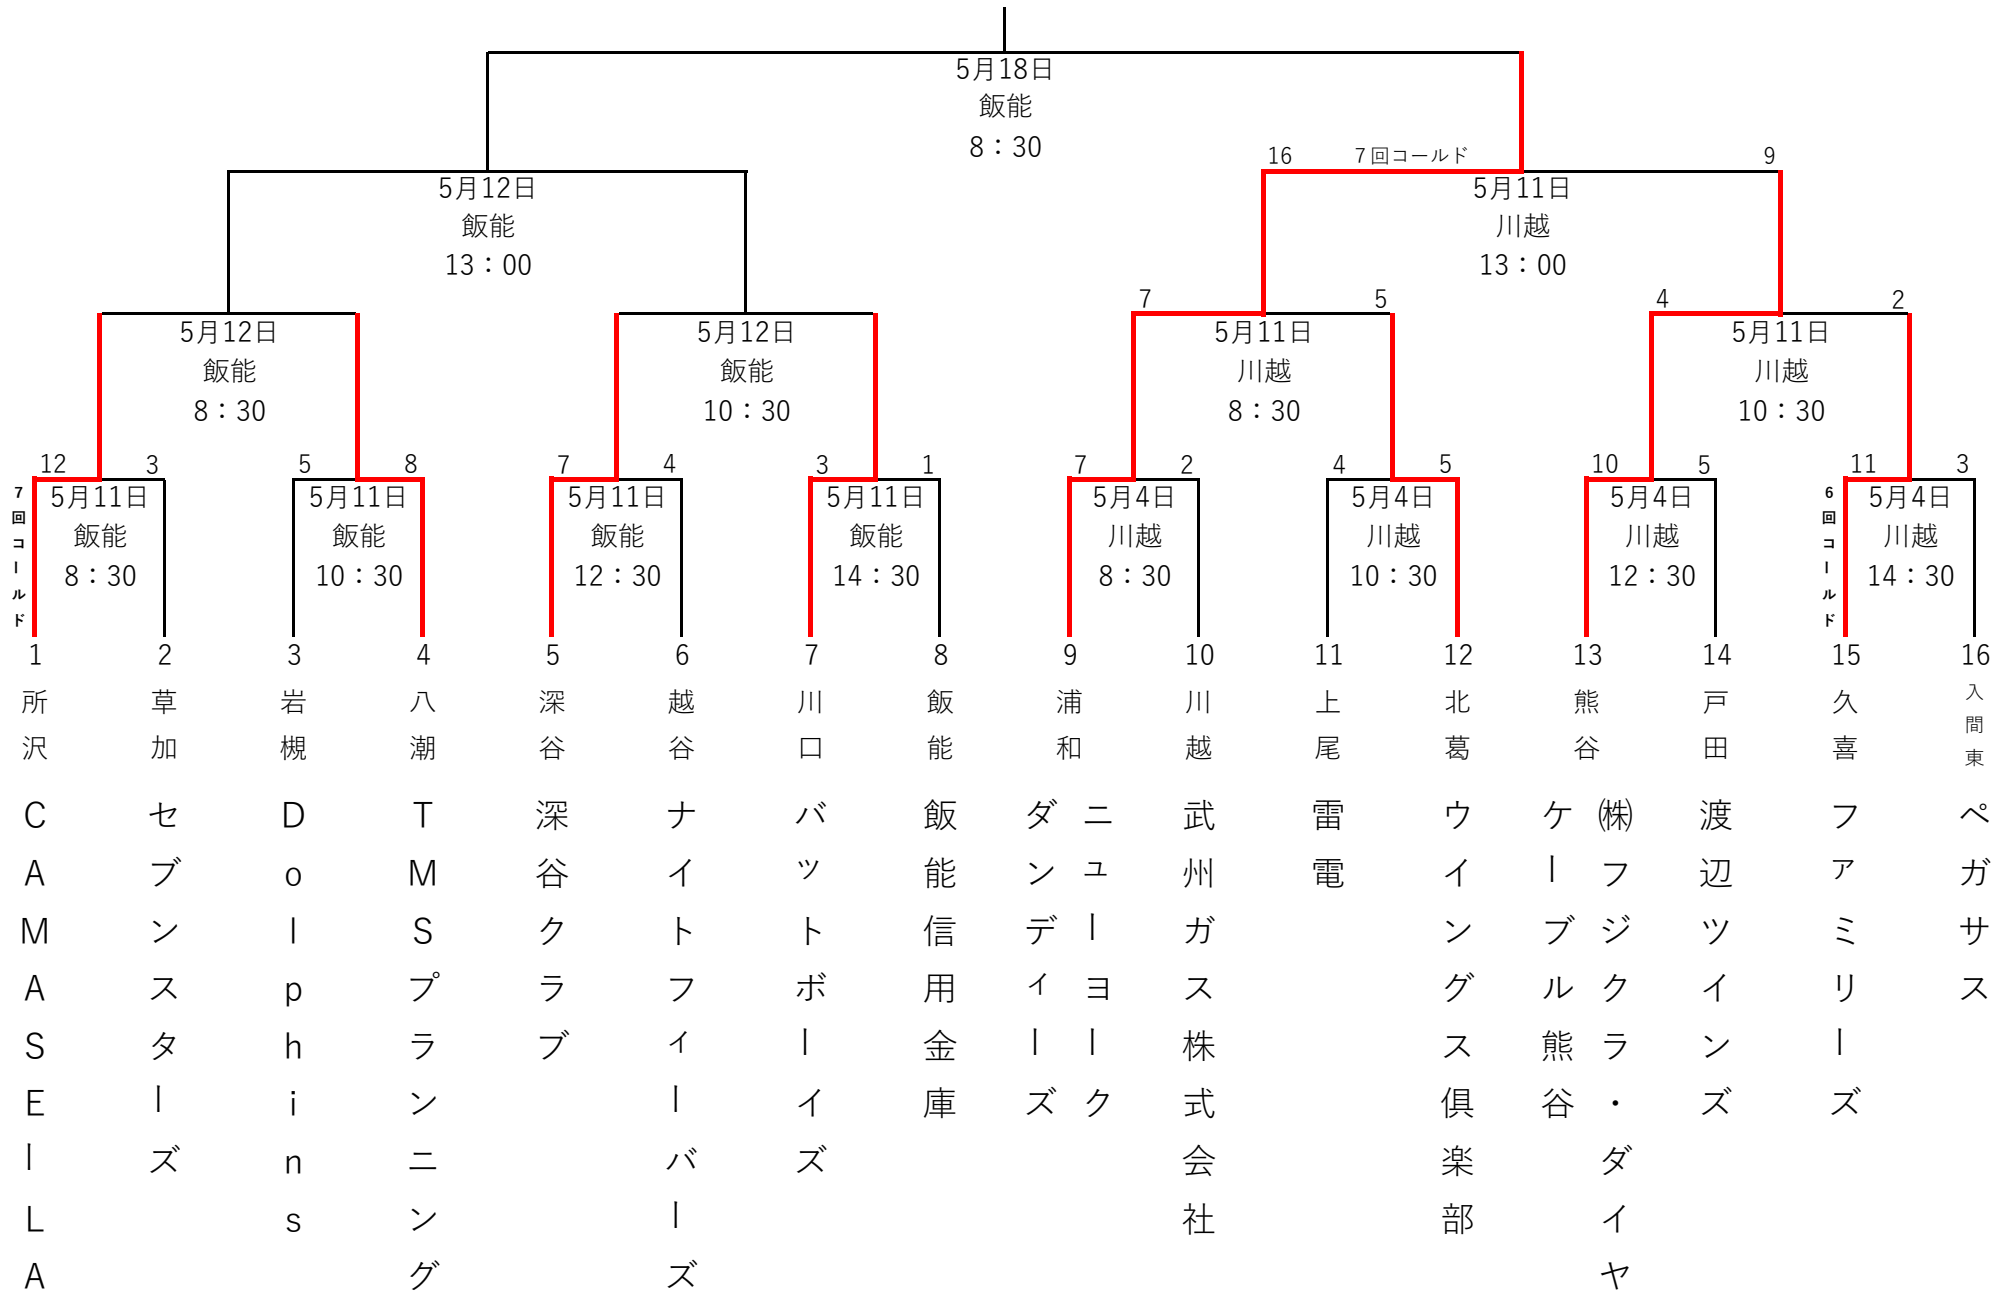 5月18日
飯能
8：30
16
７回コールド
9
5月12日
飯能
13：00
5月11日
川越
13：00
7
5
4
2
5月12日
飯能
8：30
5月12日
飯能
10：30
5月11日
川越
8：30
5月11日
川越
10：30
12
3
5
8
7
4
3
1
7
2
4
5
10
5
11
3
7回コールド
5月11日
飯能
8：30
5月11日
飯能
10：30
5月11日
飯能
12：30
5月11日
飯能
14：30
5月4日
川越
8：30
5月4日
川越
10：30
5月4日
川越
12：30
6回コールド
5月4日
川越
14：30
1
所沢
CAMASEILA
2
草加
セブンスターズ
3
岩槻
Dolphins
4
八潮
TMSプランニング
5
深谷
深谷クラブ
6
越谷
ナイトフィーバーズ
7
川口
バットボーイズ
8
飯能
飯能信用金庫
9
浦和
ニューヨーク
ダンディーズ
10
川越
武州ガス株式会社
11
上尾
雷電
12
北葛
ウイングス倶楽部
13
熊谷
㈱フジクラ・ダイヤ
ケーブル熊谷
14
戸田
渡辺ツインズ
15
久喜
ファミリーズ
16
入間東
ペガサス